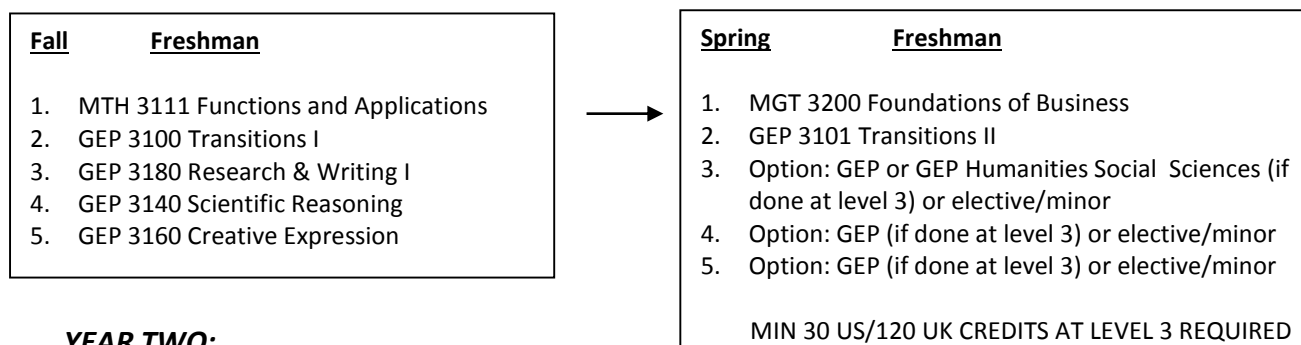 Fall Freshman
1. MTH 3111 Functions and Applications
2. GEP 3100 Transitions I
3. GEP 3180 Research & Writing I
4. GEP 3140 Scientific Reasoning
5. GEP 3160 Creative Expression
Spring Freshman
1. MGT 3200 Foundations of Business
2. GEP 3101 Transitions II
3. Option: GEP or GEP Humanities Social Sciences (if
done at level 3) or elective/minor
4. Option: GEP (if done at level 3) or elective/minor
5. Option: GEP (if done at level 3) or elective/minor
MIN 30 US/120 UK CREDITS AT LEVEL 3 REQUIRED
YEAR TWO: